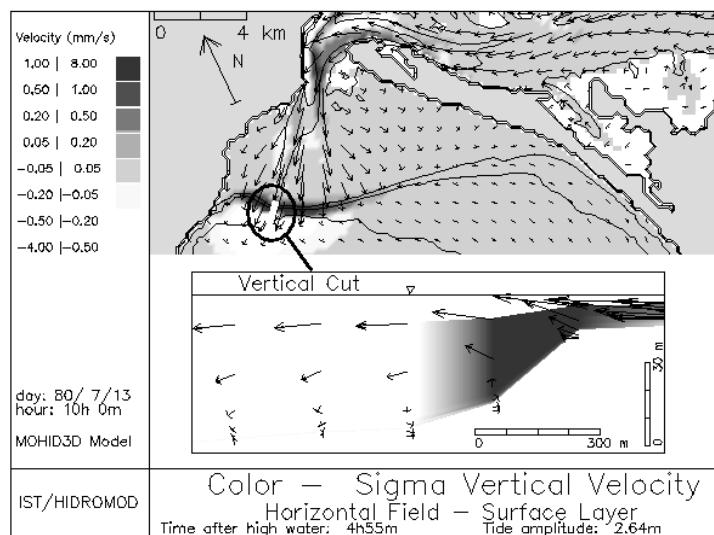 Velocity (mm/s)
1.00 | 8.00
0.50 | 1.00
0.20 | 0.50
0.05 | 0.20
-0.05 | 0.05
-0.20 |-0.05
-0.50 |-0.20
-4.00 |-0.50
0 4 km
N
Vertical Cut
30 m
0
0 300 m
day: 80/ 7/13
hour: 10h 0m
MOHID3D Model
IST/HIDROMOD
Color - Sigma Vertical Velocity
Horizontal Field - Surface Layer
Time after high water: 4h55m Tide amplitude: 2.64m